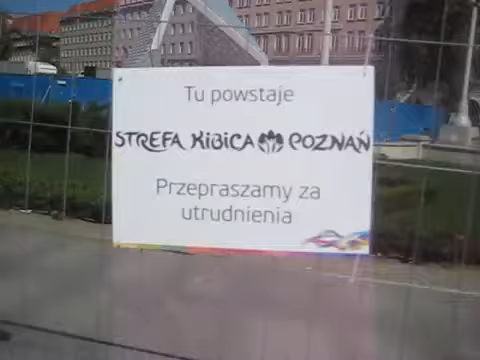 Tu powstaje
STREFA KIBICA POZNAŃ
Przepraszamy za
utrudnienia